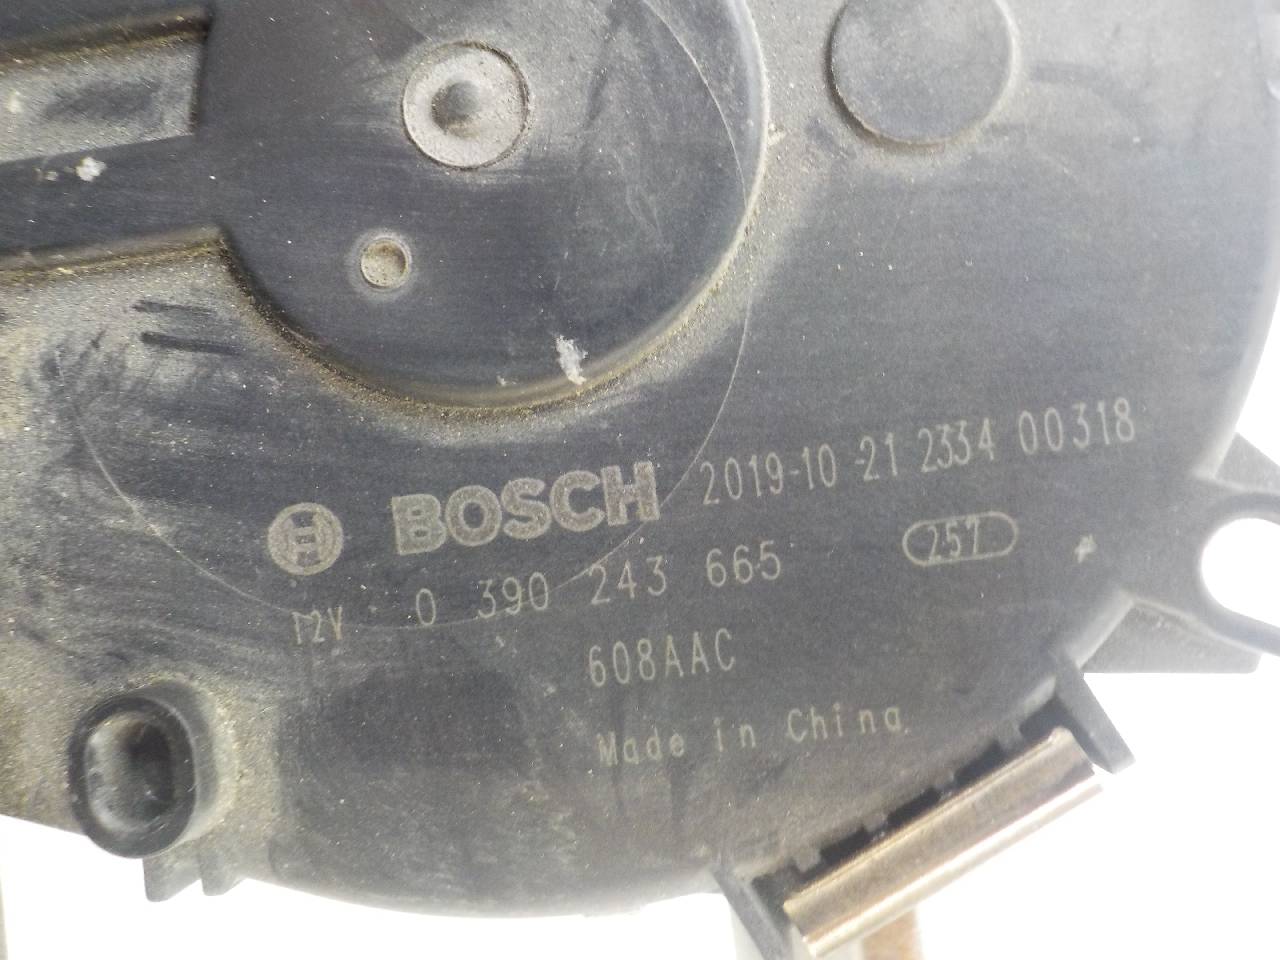 BOSCH 2019-10-21 2334 00318
12V 0 390 243 665 257
608AAC
Made in China